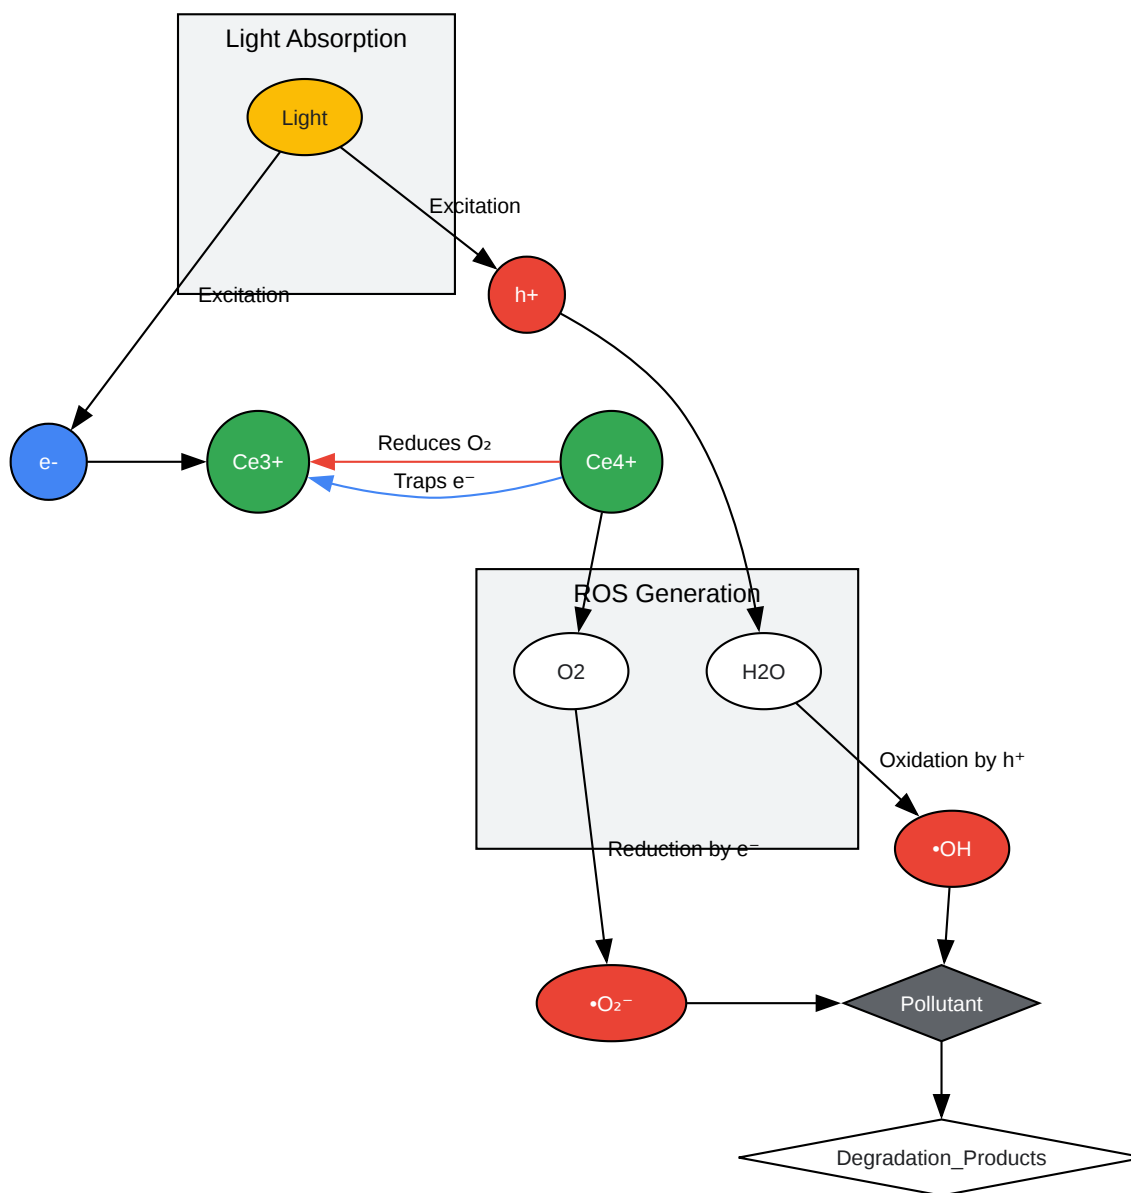 Light Absorption
Light
Excitation
Excitation
h+
e-
Ce3+
Reduces O₂
Traps e⁻
Ce4+
ROS Generation
O2
H2O
Oxidation by h⁺
Reduction by e⁻
•OH
•O₂⁻
Pollutant
Degradation_Products